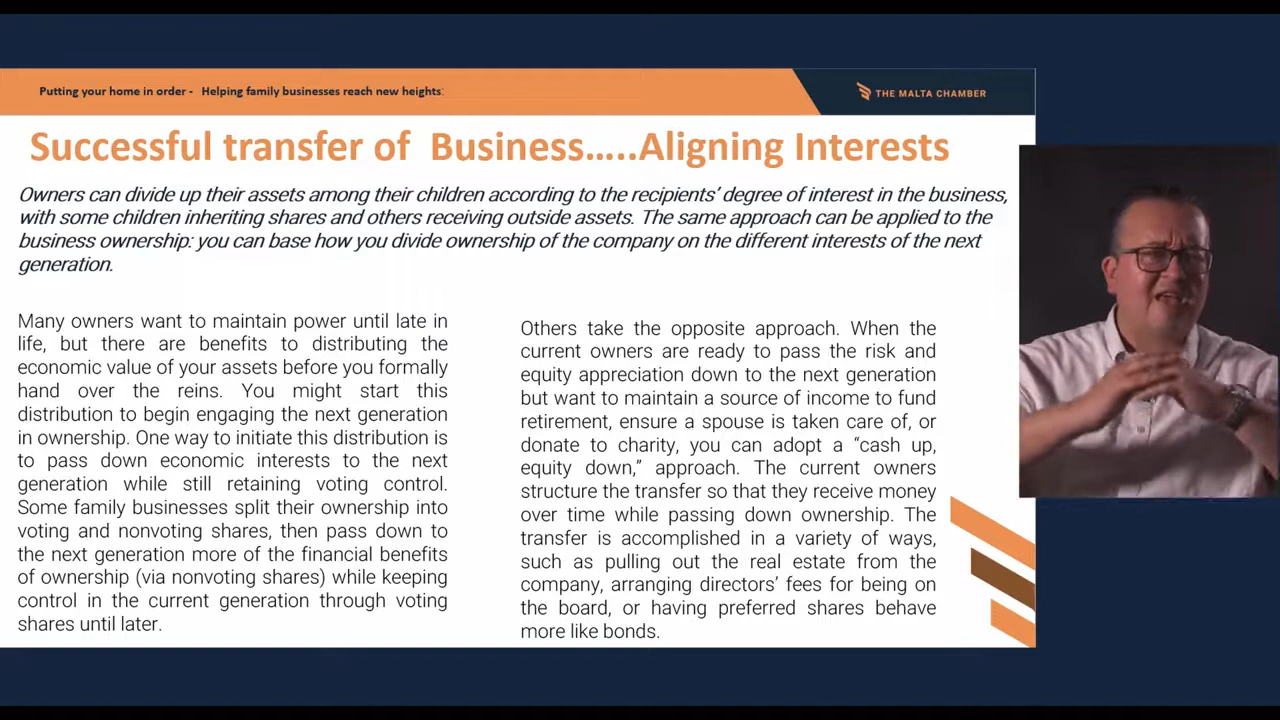 Putting your home in order - Helping family businesses reach new heights:
THE MALTA CHAMBER
Successful transfer of Business…..Aligning Interests
Owners can divide up their assets among their children according to the recipients’ degree of interest in the business,
with some children inheriting shares and others receiving outside assets. The same approach can be applied to the
business ownership: you can base how you divide ownership of the company on the different interests of the next
generation.
Many owners want to maintain power until late in
life, but there are benefits to distributing the
economic value of your assets before you formally
hand over the reins. You might start this
distribution to begin engaging the next generation
in ownership. One way to initiate this distribution is
to pass down economic interests to the next
generation while still retaining voting control.
Some family businesses split their ownership into
voting and nonvoting shares, then pass down to
the next generation more of the financial benefits
of ownership (via nonvoting shares) while keeping
control in the current generation through voting
shares until later.
Others take the opposite approach. When the
current owners are ready to pass the risk and
equity appreciation down to the next generation
but want to maintain a source of income to fund
retirement, ensure a spouse is taken care of, or
donate to charity, you can adopt a “cash up,
equity down,” approach. The current owners
structure the transfer so that they receive money
over time while passing down ownership. The
transfer is accomplished in a variety of ways,
such as pulling out the real estate from the
company, arranging directors’ fees for being on
the board, or having preferred shares behave
more like bonds.